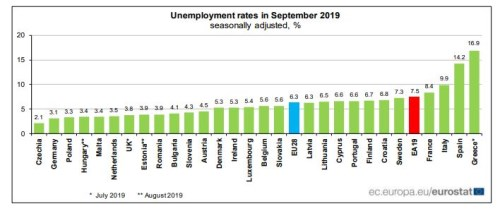 Unemployment rates in September 2019
seasonally adjusted, %
20
15
10
5
0
2.1
3.1
3.3
3.4
3.4
3.5
3.8
3.9
3.9
4.1
4.3
4.5
5.3
5.3
5.4
5.6
5.6
6.3
6.3
6.5
6.6
6.6
6.7
6.8
7.3
7.5
8.4
9.9
14.2
16.9
Czechia
Germany
Poland
Hungary**
Malta
Netherlands
UK*
Estonia**
Romania
Bulgaria
Slovenia
Austria
Denmark
Ireland
Luxembourg
Belgium
Slovakia
EU28
Latvia
Lithuania
Cyprus
Portugal
Finland
Croatia
Sweden
EA19
France
Italy
Spain
Greece*
* July 2019 ** August 2019
ec.europa.eu/eurostat